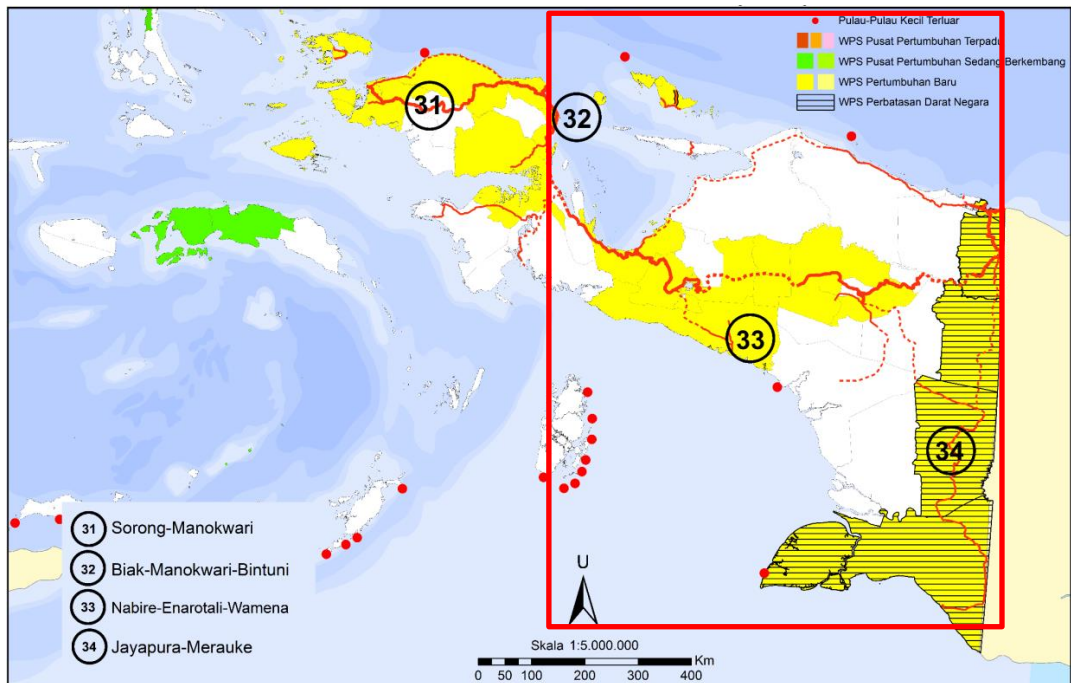 Pulau-Pulau Kecil Terluar
WPS Pusat Pertumbuhan Terpadu
WPS Pusat Pertumbuhan Sedang Berkembang
WPS Pertumbuhan Baru
WPS Perbatasan Darat Negara
31
32
33
34
31 Sorong-Manokwari
32 Biak-Manokwari-Bintuni
33 Nabire-Enarotali-Wamena
34 Jayapura-Merauke
U
Skala 1:5.000.000
Km
0 50 100 200 300 400